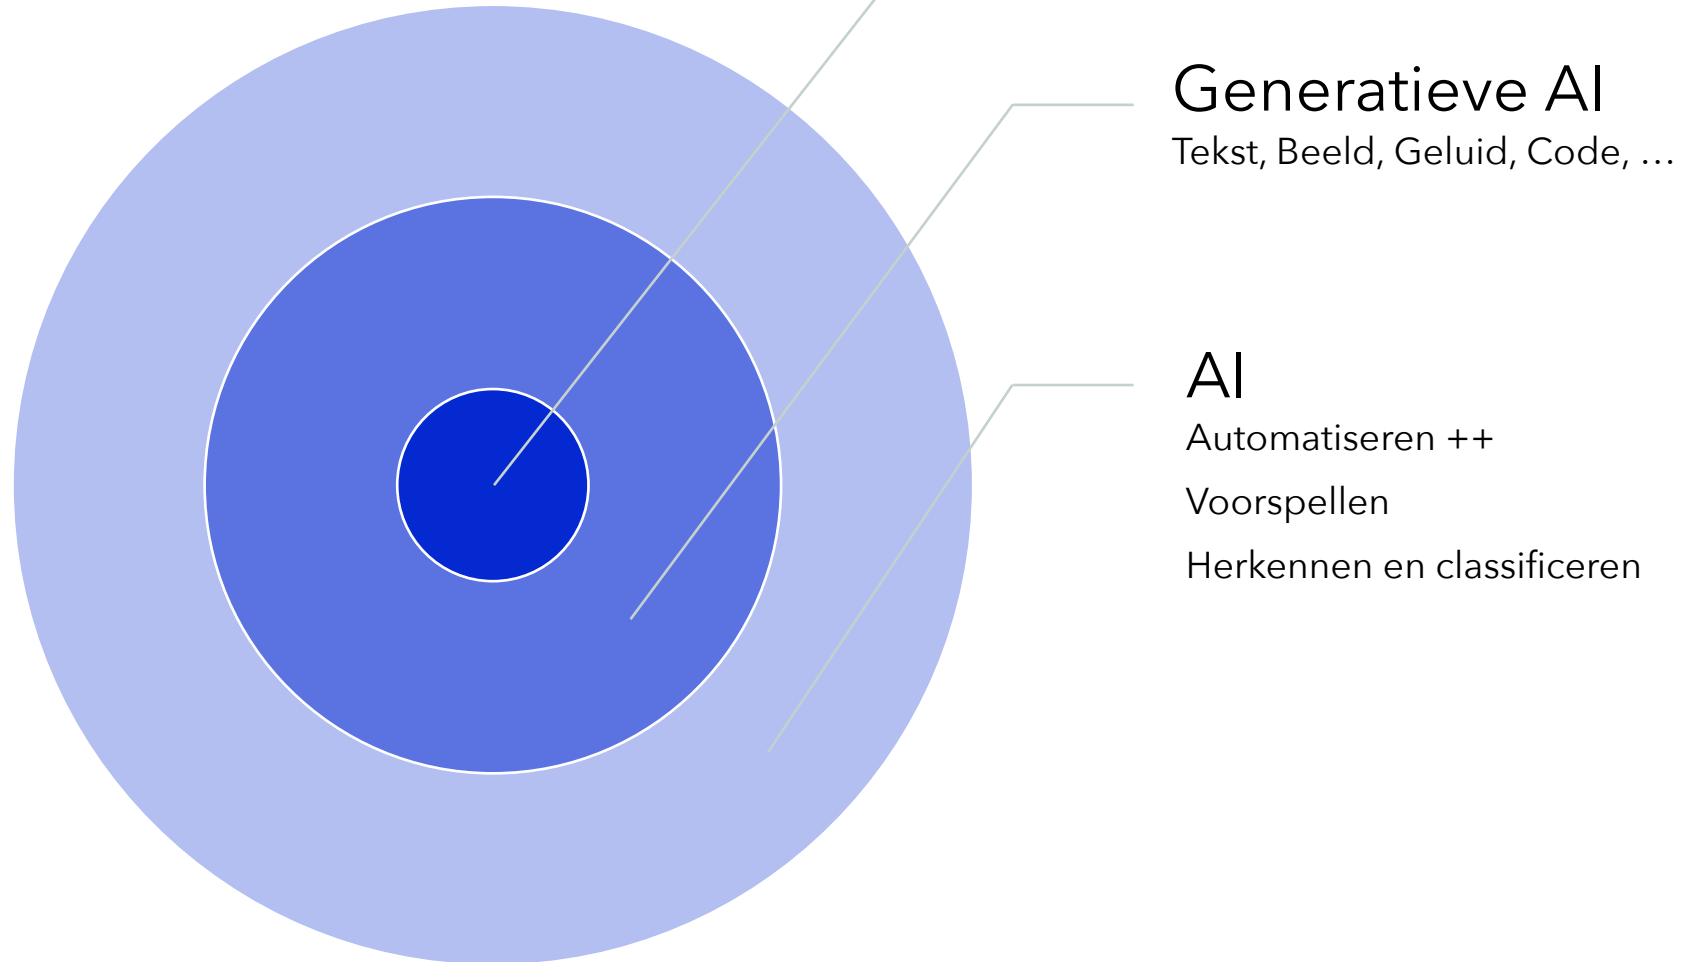 Generatieve AI
Tekst, Beeld, Geluid, Code, …
AI
Automatiseren ++
Voorspellen
Herkennen en classificeren